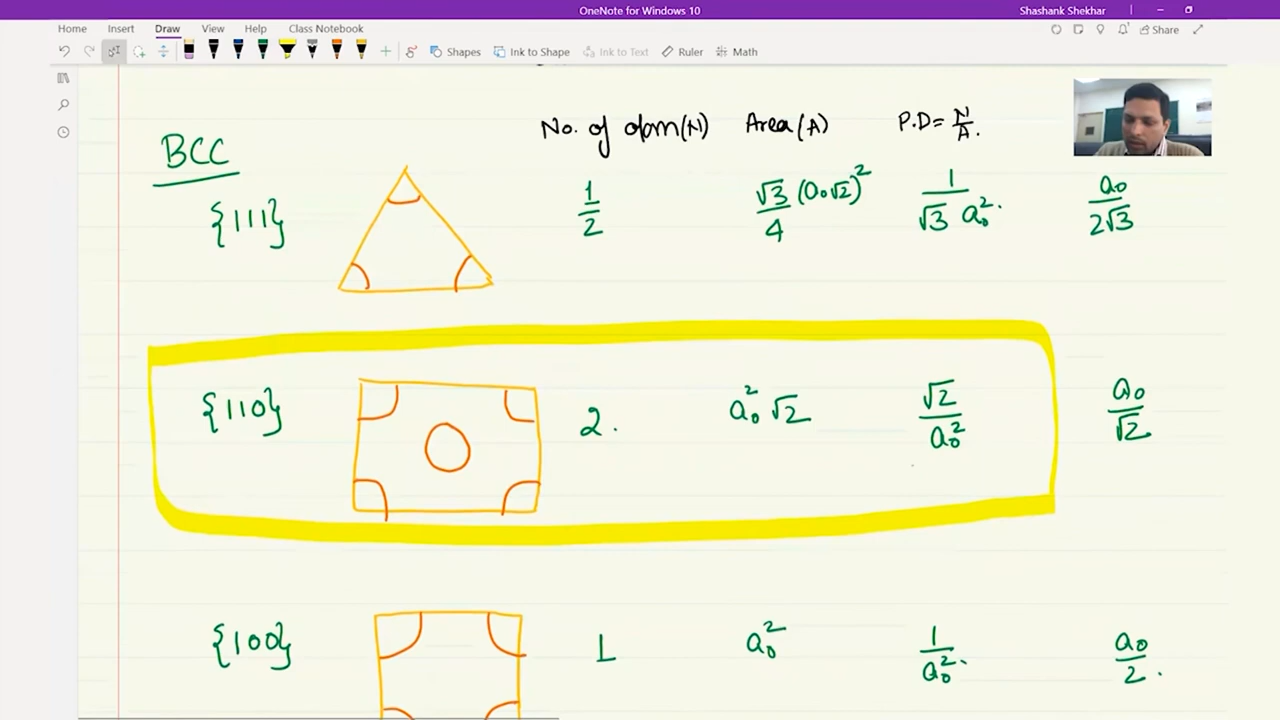 OneNote for Windows 10
Shashank Shekhar
Home Insert Draw View Help Class Notebook
Share
Shapes Ink to Shape Ink to Text Ruler Math
No. of atom(N) Area(A) P.D = N/A.
BCC
{111} 1/2 √3/4 (a₀√2)² 1/√3 a₀². a₀/2√3
{110} 2. a₀²√2 √2/a₀² a₀/√2
{100} 1 a₀² 1/a₀². a₀/2.